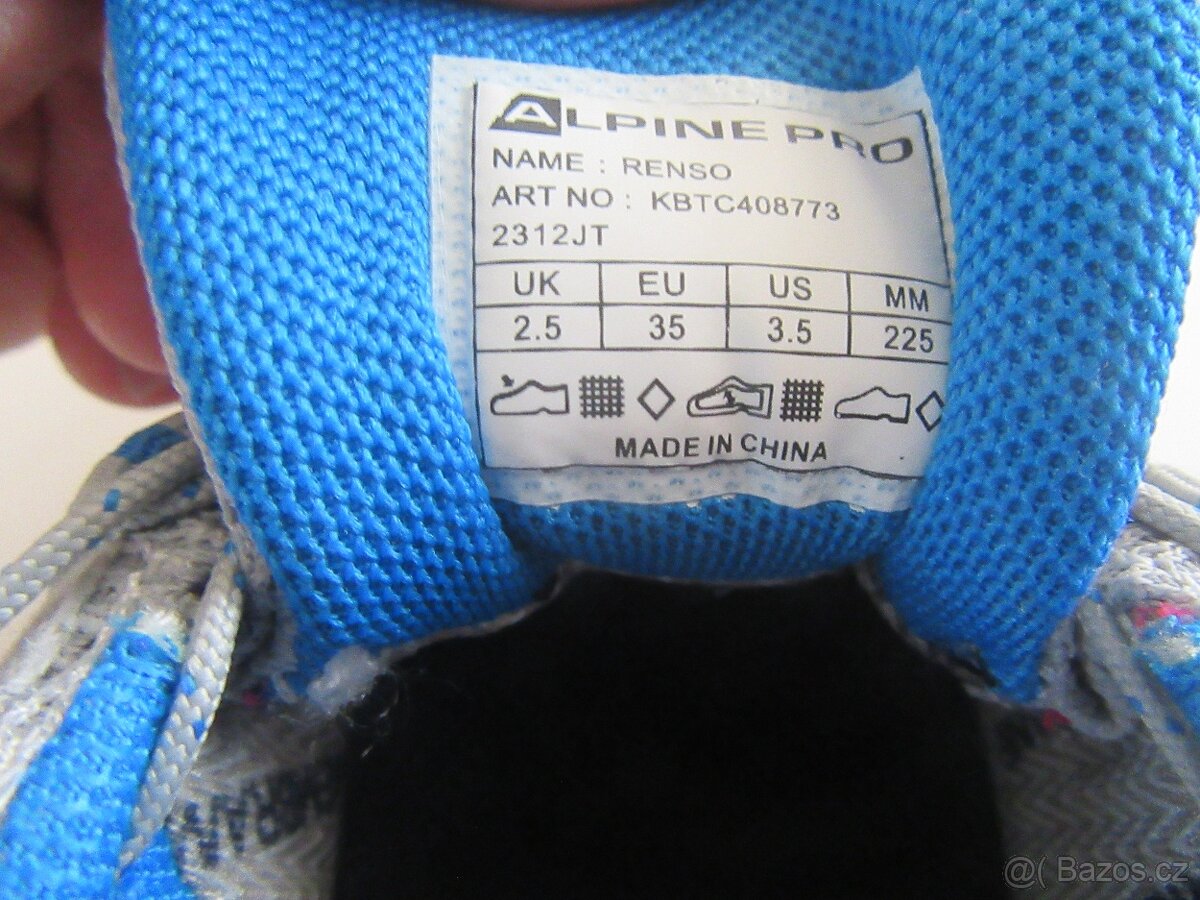 ALPINE PRO
NAME : RENSO
ART NO : KBTC408773
2312JT
UK EU US MM
2.5 35 3.5 225
MADE IN CHINA
@( Bazos.cz